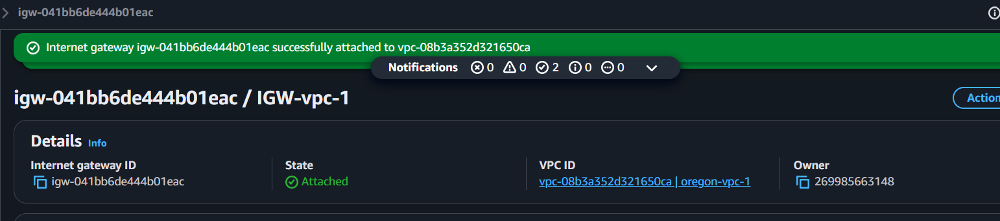 igw-041bb6de444b01eac
Internet gateway igw-041bb6de444b01eac successfully attached to vpc-08b3a352d321650ca
Notifications 0 0 2 0 0
igw-041bb6de444b01eac / IGW-vpc-1
Action
Details Info
Internet gateway ID State VPC ID Owner
igw-041bb6de444b01eac Attached vpc-08b3a352d321650ca | oregon-vpc-1 269985663148